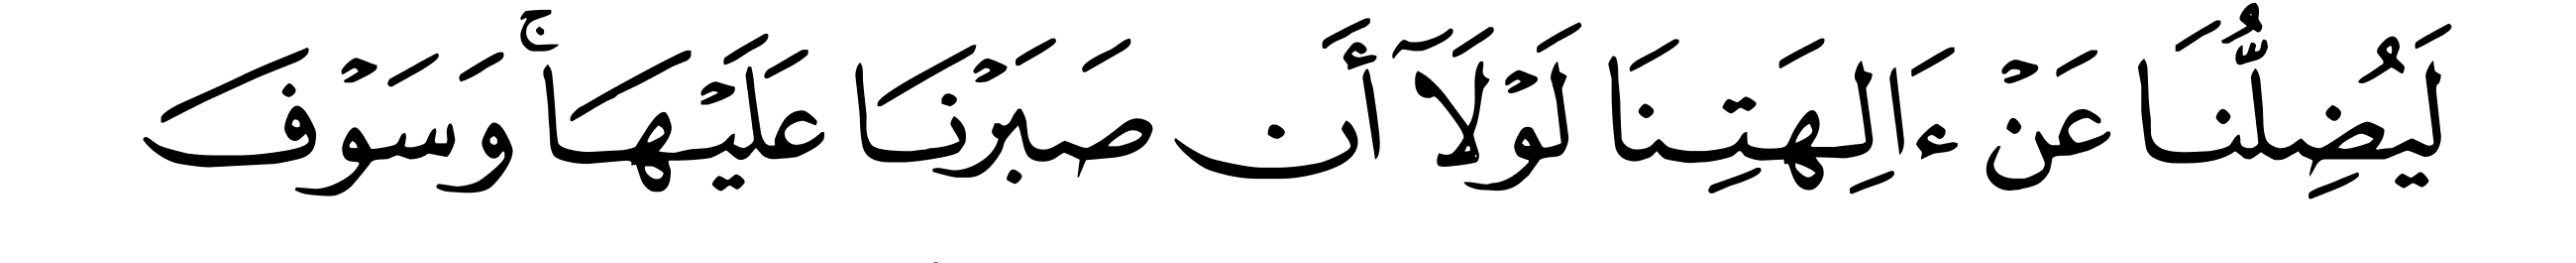 لَيُضِلُّنَا عَنْ ءَالِهَتِنَا لَوْلَآ أَن صَبَرْنَا عَلَيْهَا ۚ وَسَوْفَ